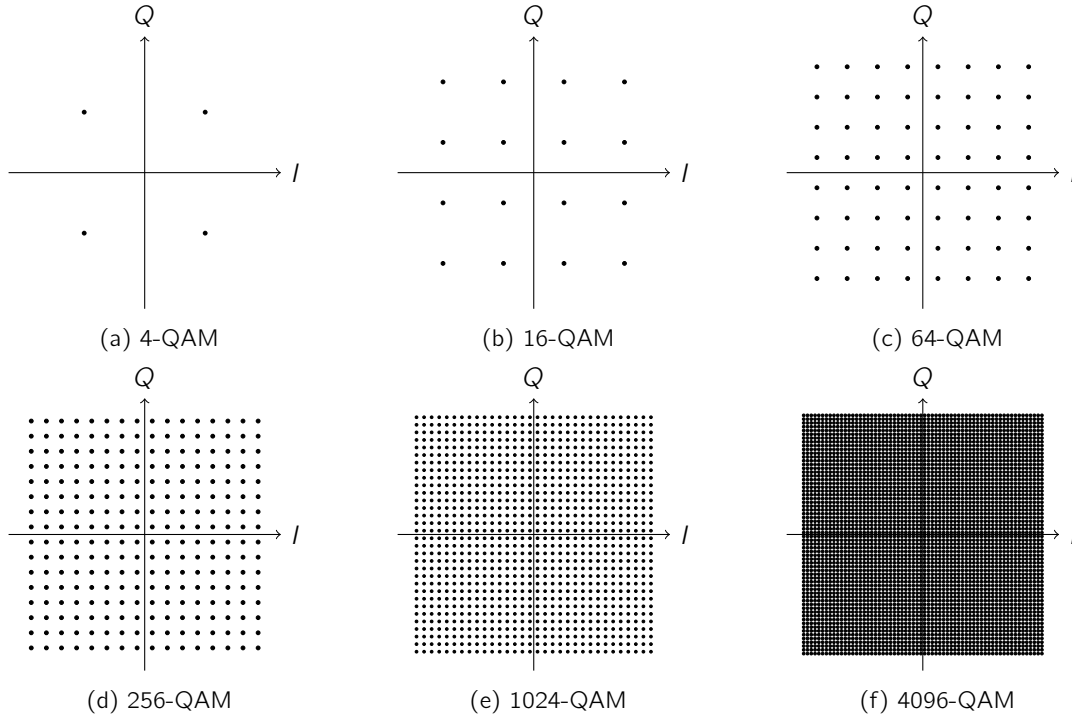 Q
Q
Q
I
I
I
(a) 4-QAM
(b) 16-QAM
(c) 64-QAM
Q
Q
Q
I
I
I
(d) 256-QAM
(e) 1024-QAM
(f) 4096-QAM